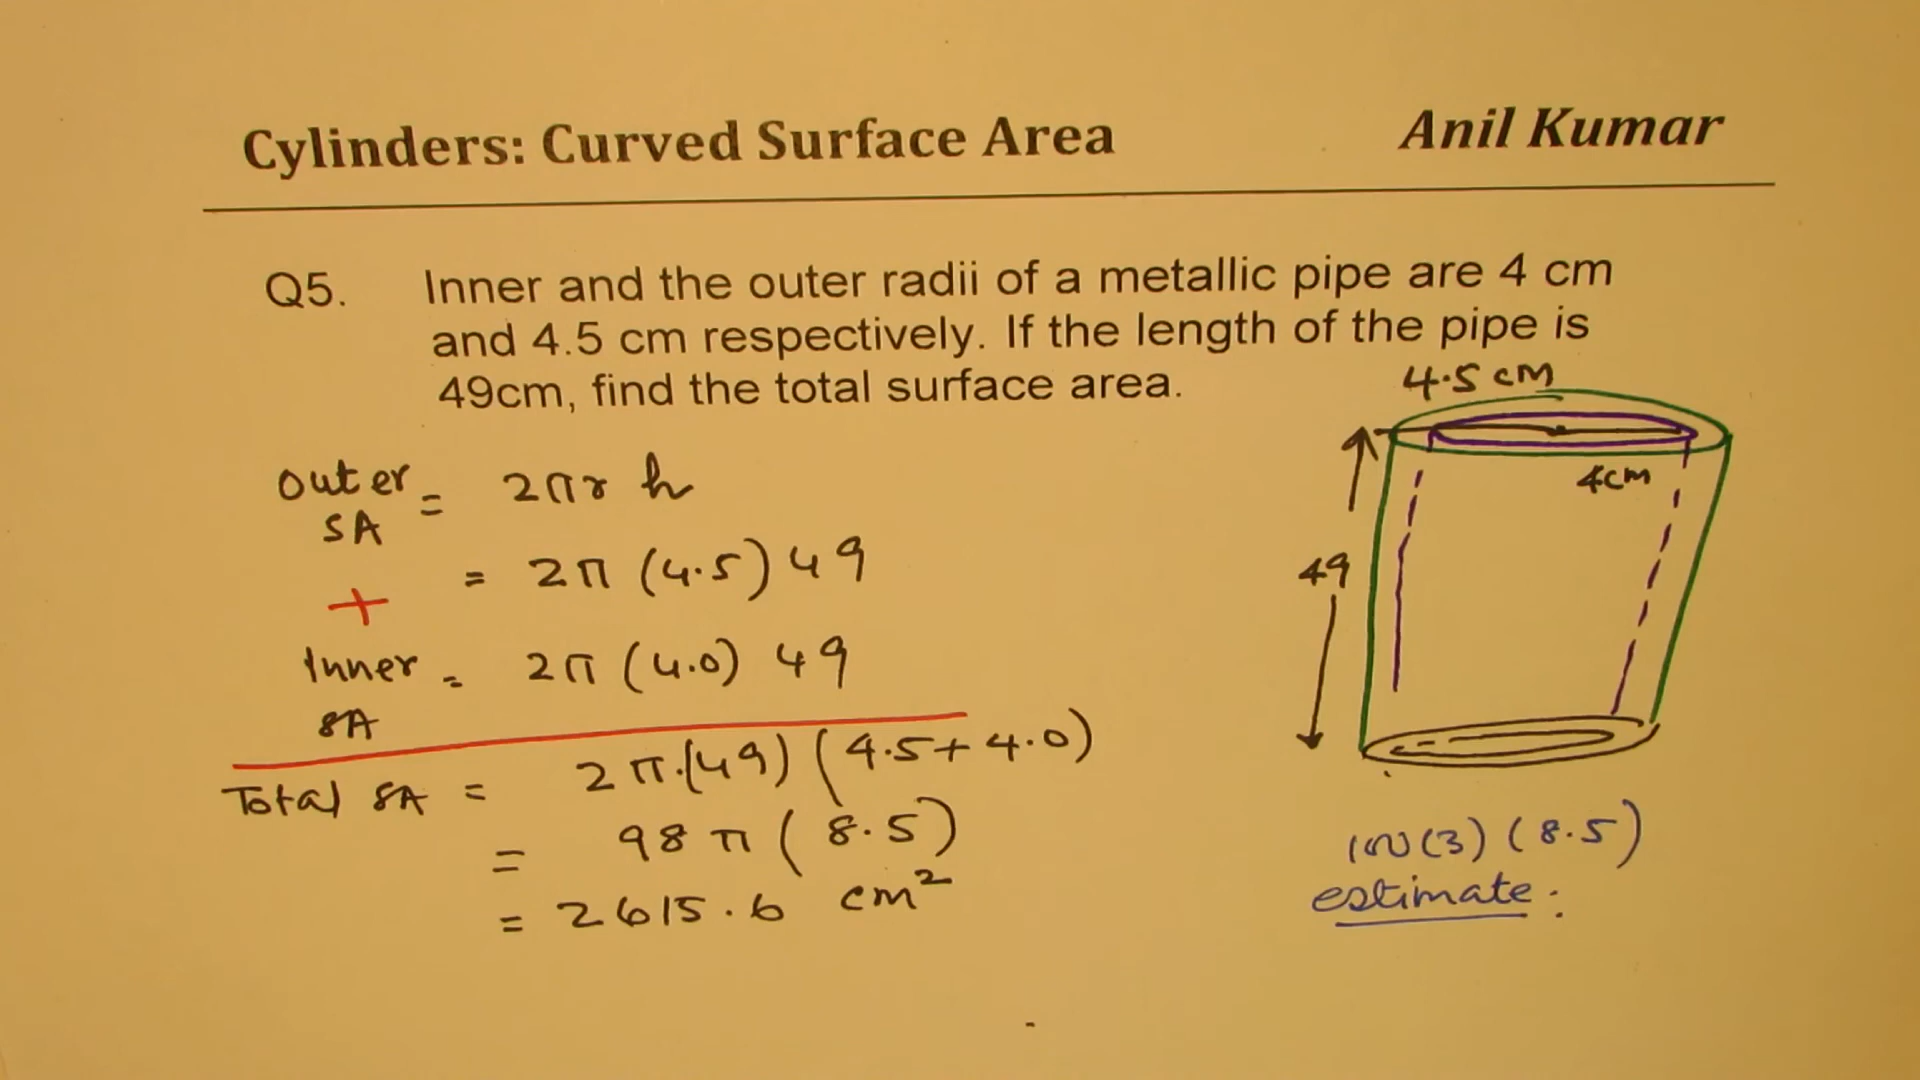 Cylinders: Curved Surface Area
Anil Kumar
Q5. Inner and the outer radii of a metallic pipe are 4 cm
and 4.5 cm respectively. If the length of the pipe is
49cm, find the total surface area.
4.5 cm
4cm
49
outer SA = 2πr h
= 2π (4.5) 49
+
Inner SA = 2π (4.0) 49
Total SA = 2π.(49) (4.5+4.0)
= 98 π (8.5)
= 2615.6 cm²
100(3) (8.5)
estimate :